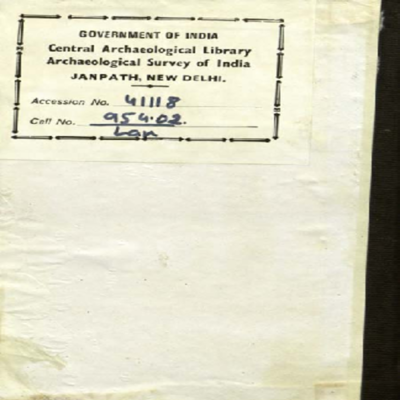 GOVERNMENT OF INDIA
Central Archaeological Library
Archaeological Survey of India
JANPATH, NEW DELHI.
Accession No. 41118
Call No. 954.02.
Lan